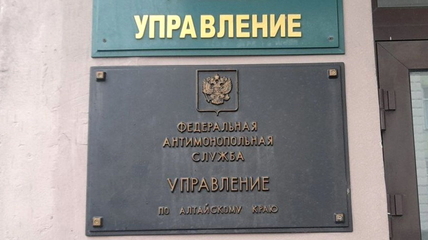 УПРАВЛЕНИЕ
ФЕДЕРАЛЬНАЯ
АНТИМОНОПОЛЬНАЯ
СЛУЖБА
УПРАВЛЕНИЕ
ПО АЛТАЙСКОМУ КРАЮ